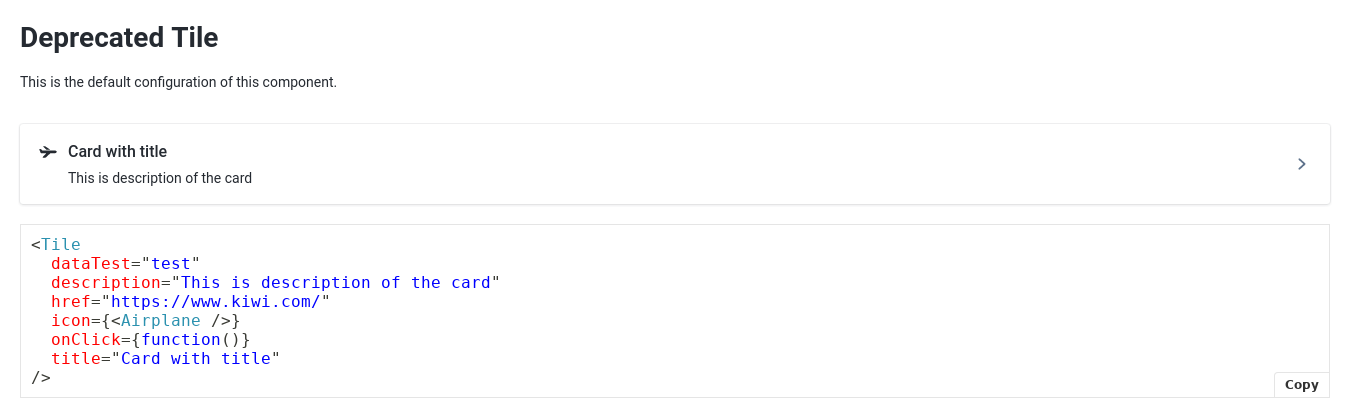 Deprecated Tile
This is the default configuration of this component.
Card with title
This is description of the card
<Tile
  dataTest="test"
  description="This is description of the card"
  href="https://www.kiwi.com/"
  icon={<Airplane />}
  onClick={function()}
  title="Card with title"
/>
Copy